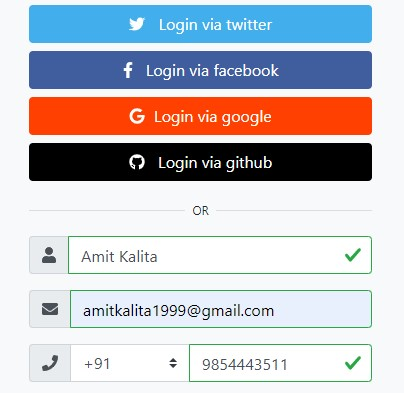 Login via twitter
Login via facebook
Login via google
Login via github
OR
Amit Kalita
amitkalita1999@gmail.com
+91 9854443511